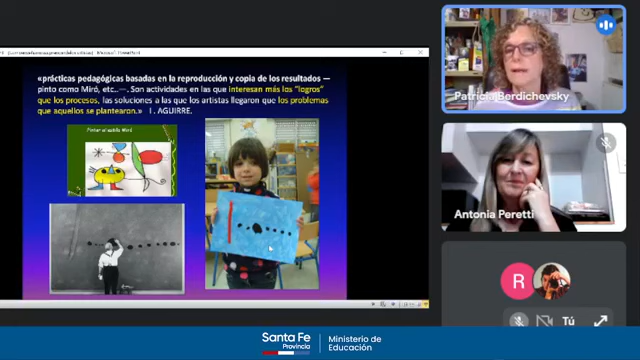 «prácticas pedagógicas basadas en la reproducción y copia de los resultados —
pinto como Miró, etc..—. Son actividades en las que interesan más los "logros"
que los procesos, las soluciones a las que los artistas llegaron que los problemas
que aquellos se plantearon.» I. AGUIRRE.
Pintar al estilo Miró
Patricia Berdichevsky
Antonia Peretti
R
Tú
Santa Fe
Provincia
Ministerio de
Educación